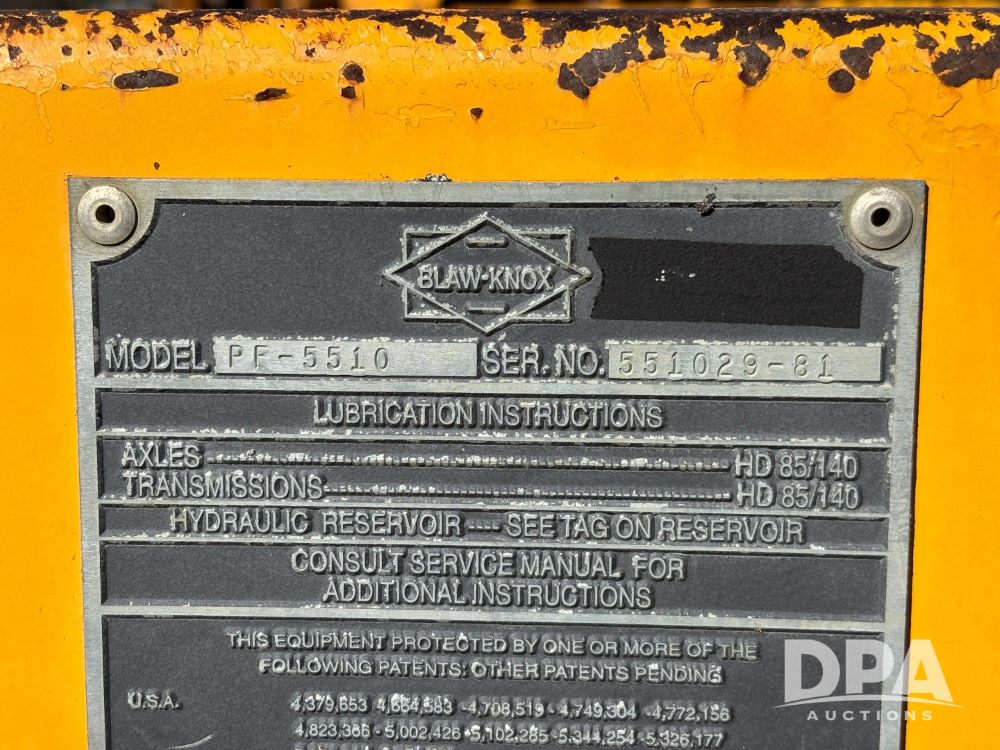 BLAW-KNOX
MODEL PF-5510 SER. NO. 551029-81
LUBRICATION INSTRUCTIONS
AXLES HD 85/140
TRANSMISSIONS HD 85/140
HYDRAULIC RESERVOIR ---- SEE TAG ON RESERVOIR
CONSULT SERVICE MANUAL FOR
ADDITIONAL INSTRUCTIONS
THIS EQUIPMENT PROTECTED BY ONE OR MORE OF THE
FOLLOWING PATENTS: OTHER PATENTS PENDING
U.S.A. 4,379,653 4,664,583 - 4,708,519 - 4,749,304 - 4,772,156
4,823,366 - 5,002,426 - 5,102,285 - 5,344,254 - 5,326,177
DPA
AUCTIONS